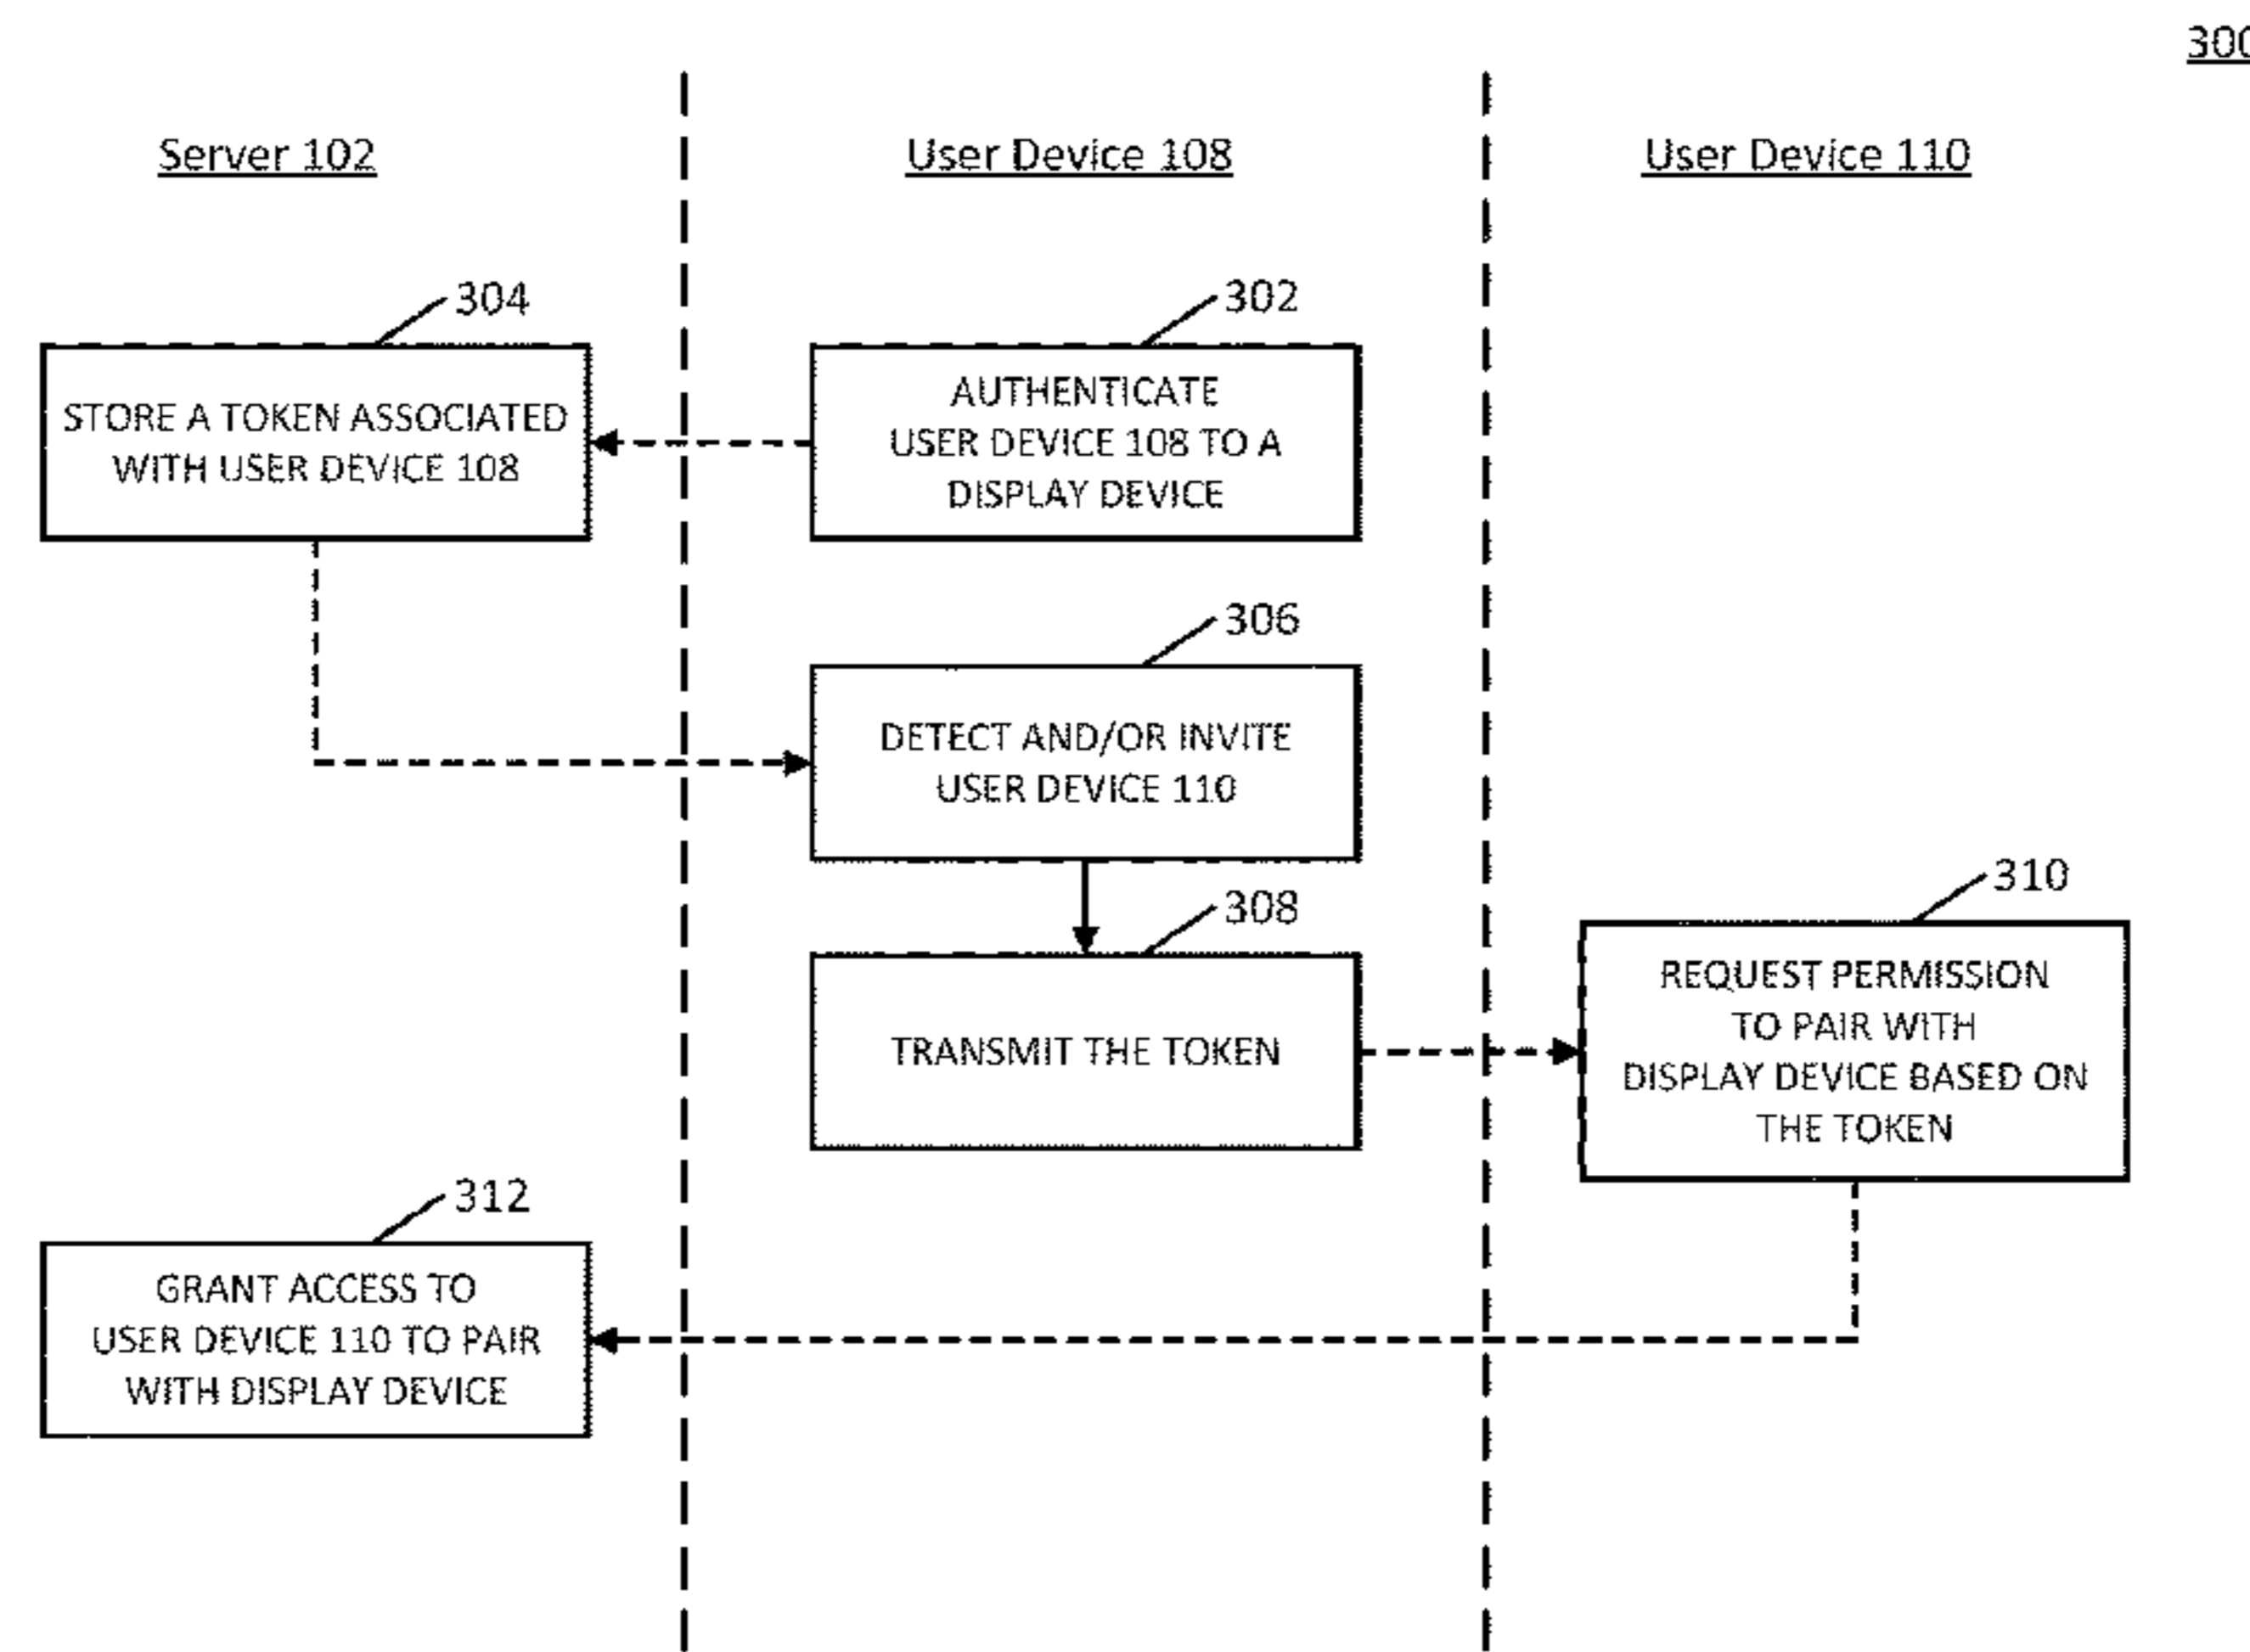 300
Server 102
User Device 108
User Device 110
304
302
STORE A TOKEN ASSOCIATED
WITH USER DEVICE 108
AUTHENTICATE
USER DEVICE 108 TO A
DISPLAY DEVICE
306
DETECT AND/OR INVITE
USER DEVICE 110
308
310
TRANSMIT THE TOKEN
REQUEST PERMISSION
TO PAIR WITH
DISPLAY DEVICE BASED ON
THE TOKEN
312
GRANT ACCESS TO
USER DEVICE 110 TO PAIR
WITH DISPLAY DEVICE